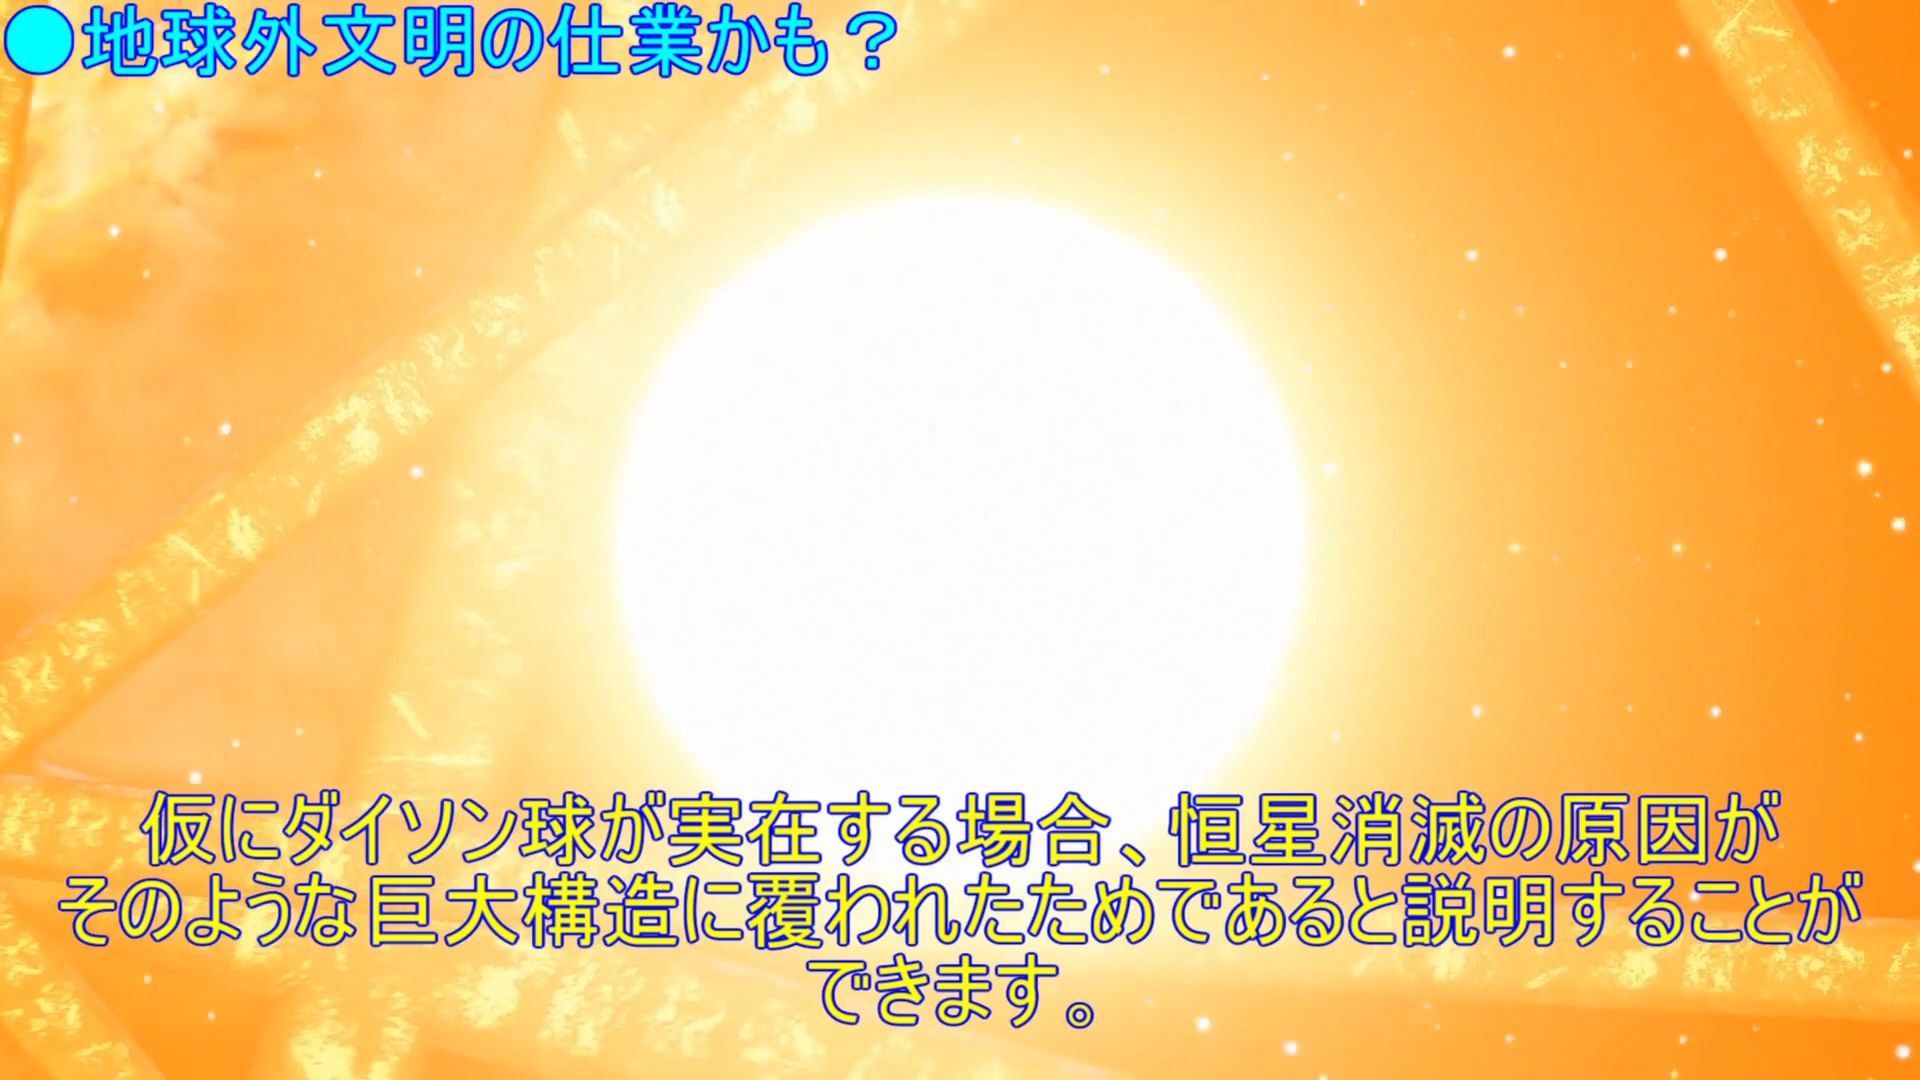 ●地球外文明の仕業かも？
仮にダイソン球が実在する場合、恒星消滅の原因が
そのような巨大構造に覆われたためであると説明することが
できます。